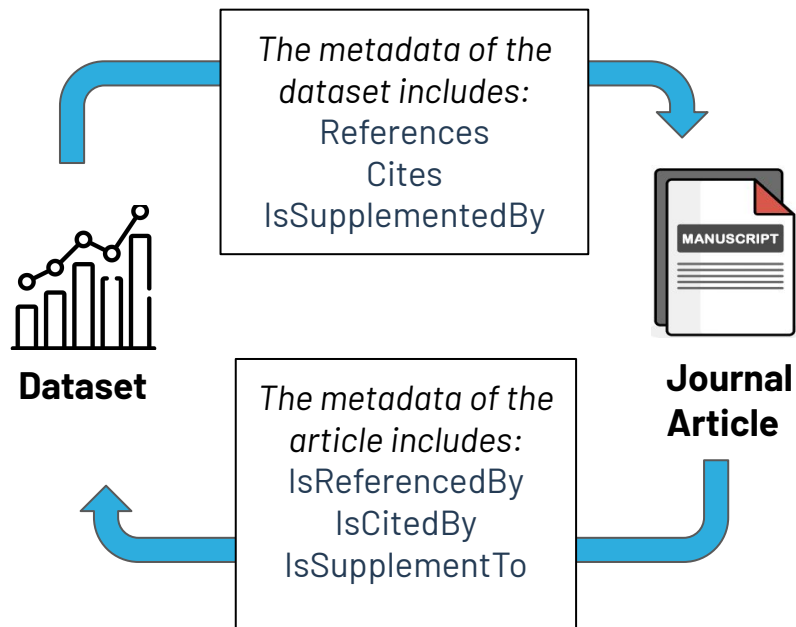 The metadata of the
dataset includes:
References
Cites
IsSupplementedBy
MANUSCRIPT
Dataset
Journal
Article
The metadata of the
article includes:
IsReferencedBy
IsCitedBy
IsSupplementTo